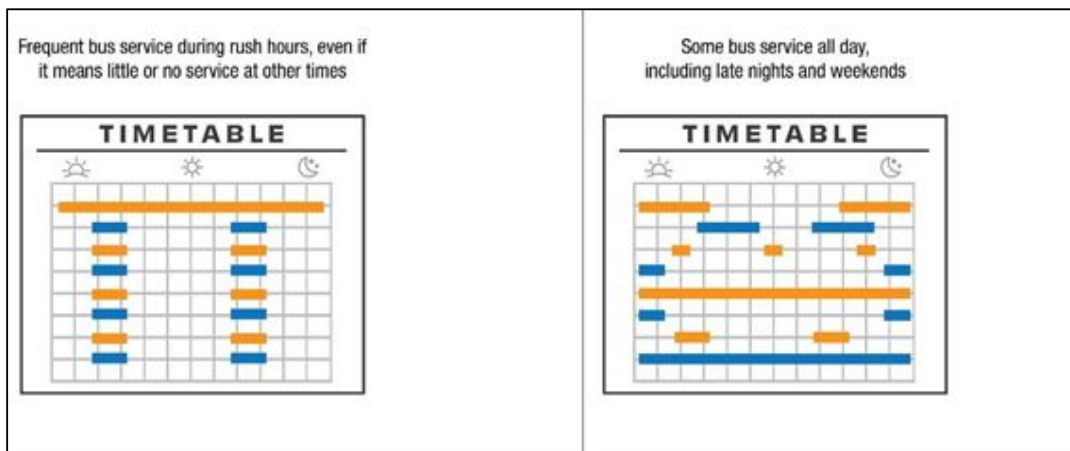 Frequent bus service during rush hours, even if
it means little or no service at other times
TIMETABLE
Some bus service all day,
including late nights and weekends
TIMETABLE